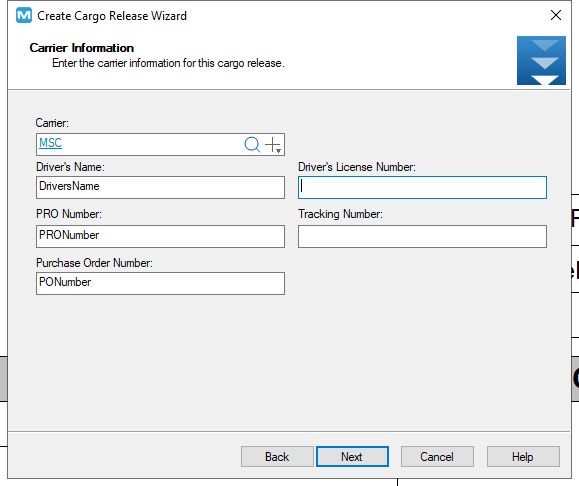 Create Cargo Release Wizard
Carrier Information
Enter the carrier information for this cargo release.
Carrier:
MSC
Driver's Name: Driver's License Number:
DriversName
PRO Number: Tracking Number:
PRONumber
Purchase Order Number:
PONumber
Back Next Cancel Help